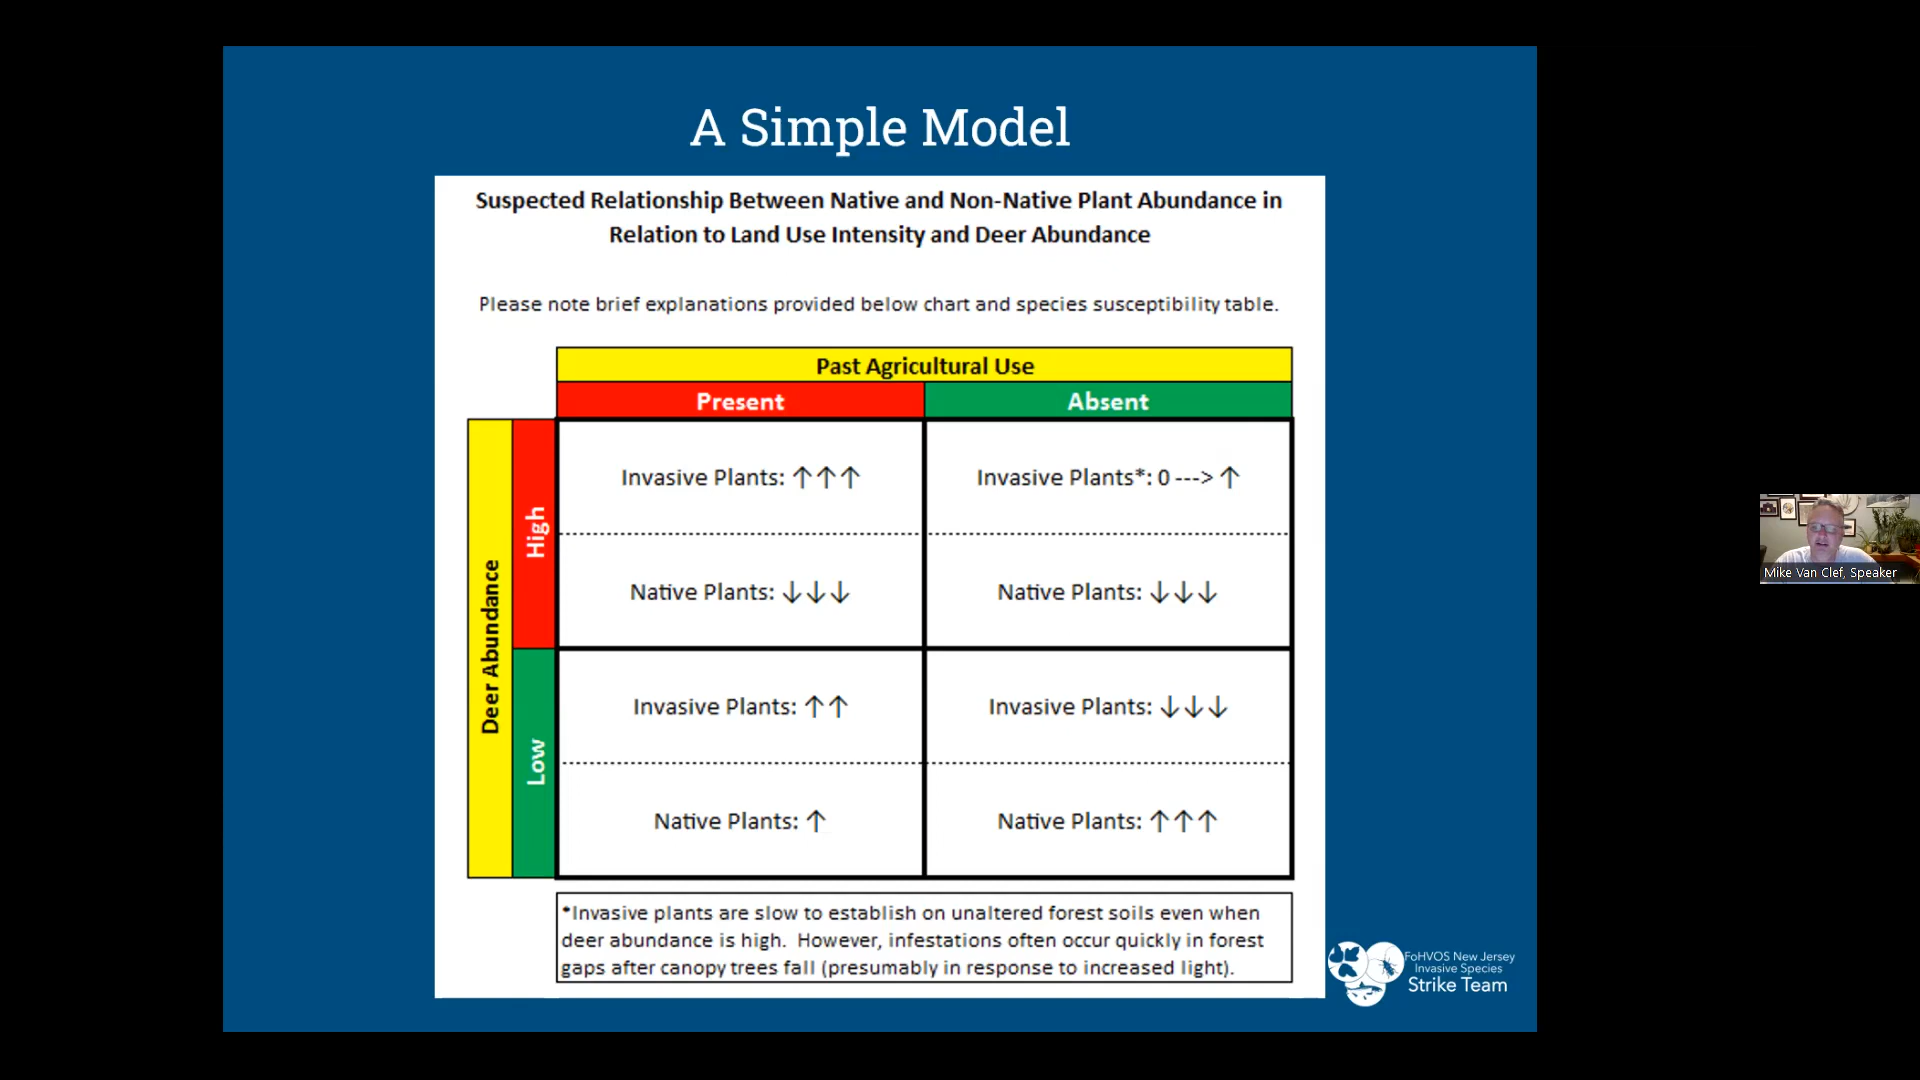 A Simple Model
Suspected Relationship Between Native and Non-Native Plant Abundance in
Relation to Land Use Intensity and Deer Abundance
Please note brief explanations provided below chart and species susceptibility table.
Past Agricultural Use
Present
Absent
Deer Abundance
High
Invasive Plants: ↑↑↑
Invasive Plants*: 0 ---> ↑
Native Plants: ↓↓↓
Native Plants: ↓↓↓
Low
Invasive Plants: ↑↑
Invasive Plants: ↓↓↓
Native Plants: ↑
Native Plants: ↑↑↑
*Invasive plants are slow to establish on unaltered forest soils even when
deer abundance is high. However, infestations often occur quickly in forest
gaps after canopy trees fall (presumably in response to increased light).
FoHVOS New Jersey
Invasive Species
Strike Team
Mike Van Clef, Speaker